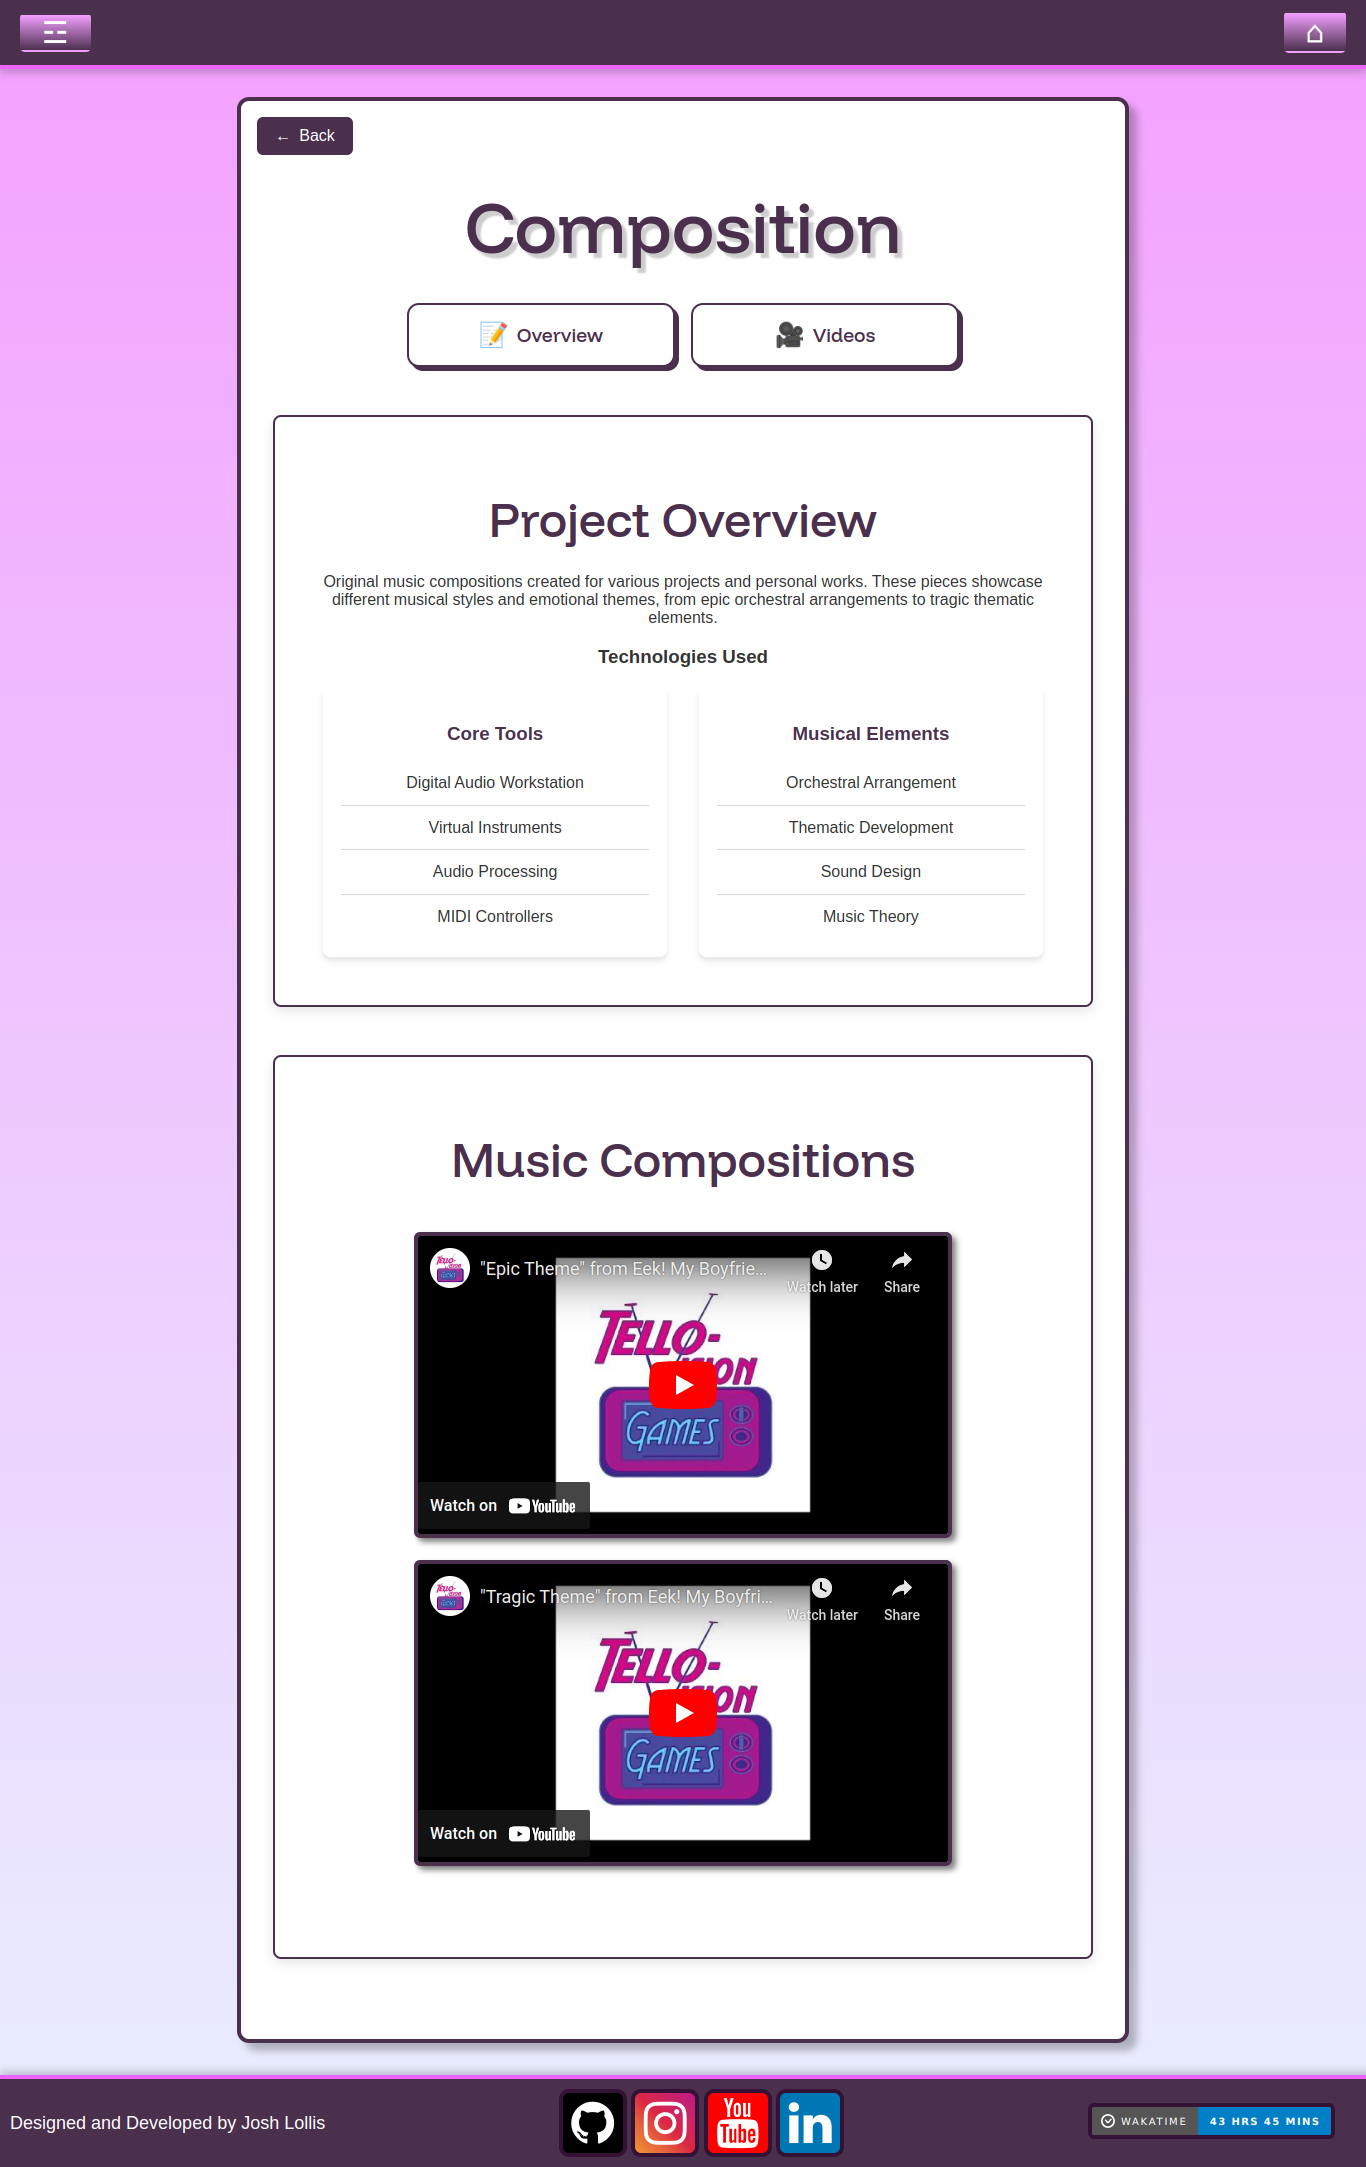 ☲
⌂
← Back
Composition
📝 Overview
🎥 Videos
Project Overview
Original music compositions created for various projects and personal works. These pieces showcase
different musical styles and emotional themes, from epic orchestral arrangements to tragic thematic
elements.
Technologies Used
Core Tools
Digital Audio Workstation
Virtual Instruments
Audio Processing
MIDI Controllers
Musical Elements
Orchestral Arrangement
Thematic Development
Sound Design
Music Theory
Music Compositions
"Epic Theme" from Eek! My Boyfrie...
Watch later
Share
TELLO-
GAMES
Watch on YouTube
"Tragic Theme" from Eek! My Boyfri...
Watch later
Share
TELLO-
GAMES
Watch on YouTube
Designed and Developed by Josh Lollis
You
Tube
in
WAKATIME
43 HRS 45 MINS